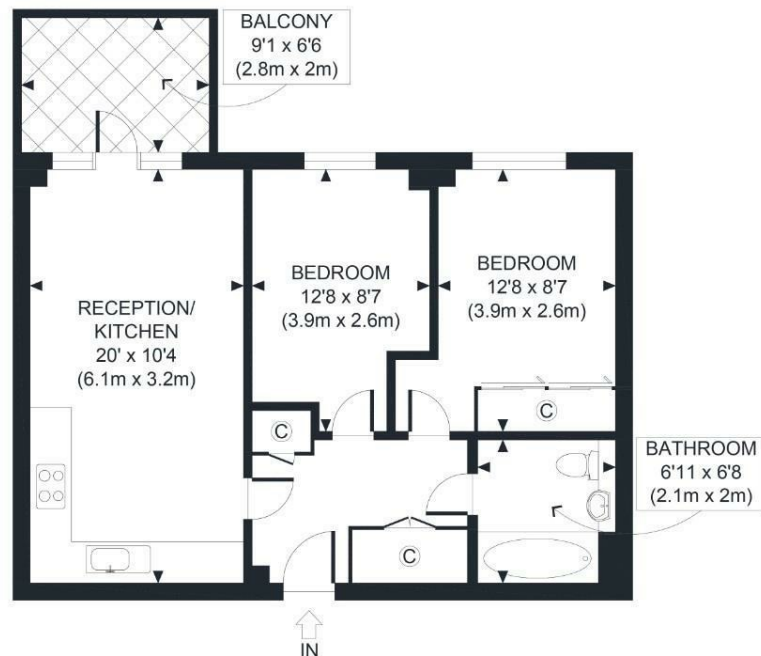 BALCONY
9'1 x 6'6
(2.8m x 2m)
BEDROOM
12'8 x 8'7
(3.9m x 2.6m)
BEDROOM
12'8 x 8'7
(3.9m x 2.6m)
RECEPTION/
KITCHEN
20' x 10'4
(6.1m x 3.2m)
C
C
BATHROOM
6'11 x 6'8
(2.1m x 2m)
C
IN